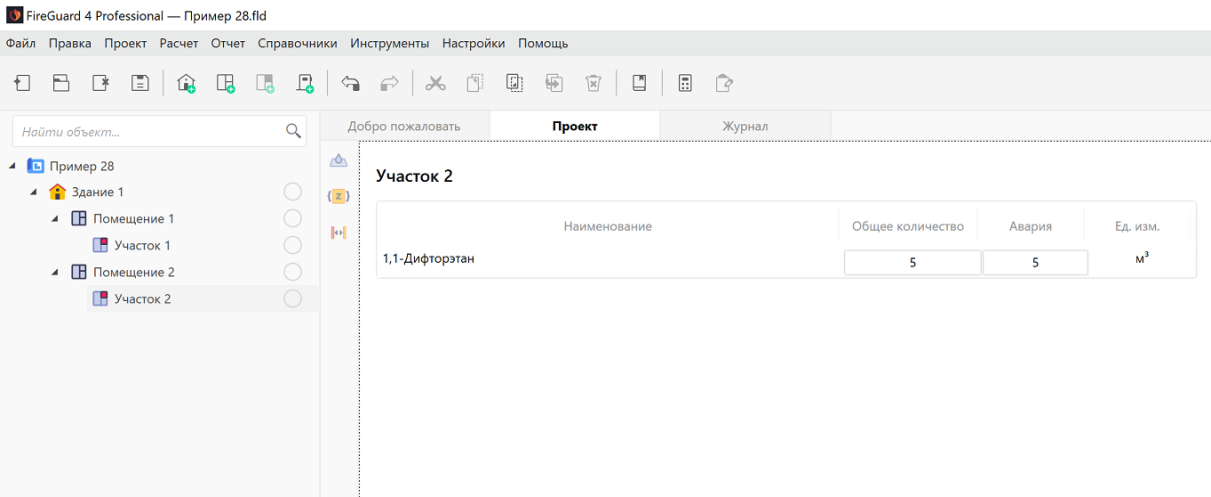 FireGuard 4 Professional — Пример 28.fld
Файл Правка Проект Расчет Отчет Справочники Инструменты Настройки Помощь
Найти объект...
Добро пожаловать Проект Журнал
Пример 28
Здание 1
Помещение 1
Участок 1
Помещение 2
Участок 2
{z}
Участок 2
Наименование Общее количество Авария Ед. изм.
1,1-Дифторэтан 5 5 м³